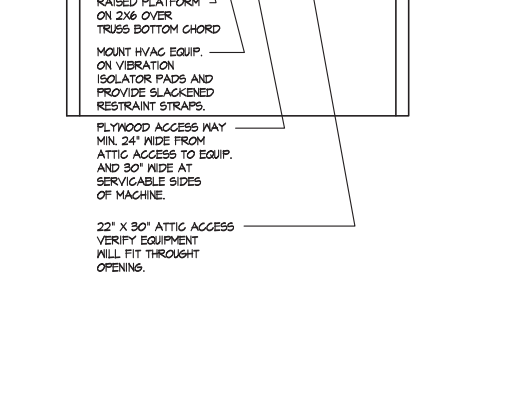 RAISED PLATFORM
ON 2X6 OVER
TRUSS BOTTOM CHORD
MOUNT HVAC EQUIP.
ON VIBRATION
ISOLATOR PADS AND
PROVIDE SLACKENED
RESTRAINT STRAPS.
PLYWOOD ACCESS WAY
MIN. 24" WIDE FROM
ATTIC ACCESS TO EQUIP.
AND 30" WIDE AT
SERVICABLE SIDES
OF MACHINE.
22" X 30" ATTIC ACCESS
VERIFY EQUIPMENT
WILL FIT THROUGHT
OPENING.